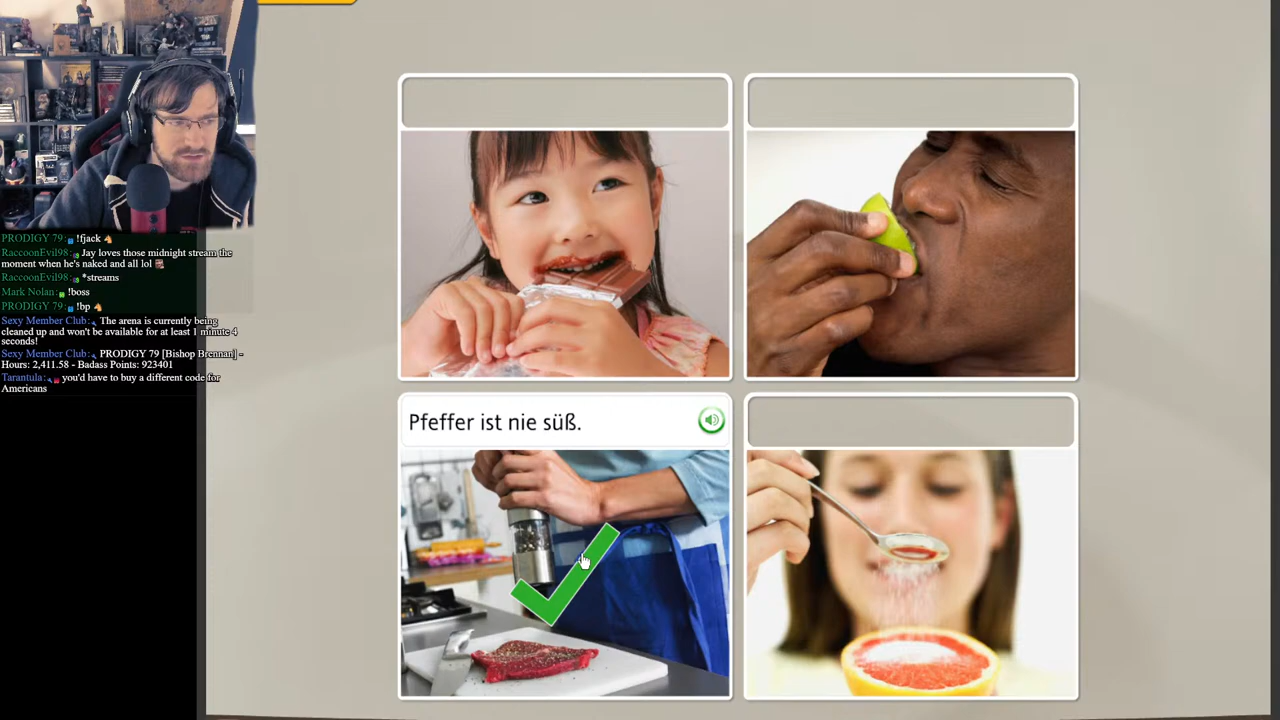 PRODIGY 79: !fjack
RaccoonEvil98: Jay loves those midnight stream the
moment when he's naked and all lol
RaccoonEvil98: *streams
Mark Nolan: !boss
PRODIGY 79: !bp
Sexy Member Club: The arena is currently being
cleaned up and won't be available for at least 1 minute 4
seconds!
Sexy Member Club: PRODIGY 79 [Bishop Brennan] -
Hours: 2,411.58 - Badass Points: 923401
Tarantula: you'd have to buy a different code for
Americans
Pfeffer ist nie süß.